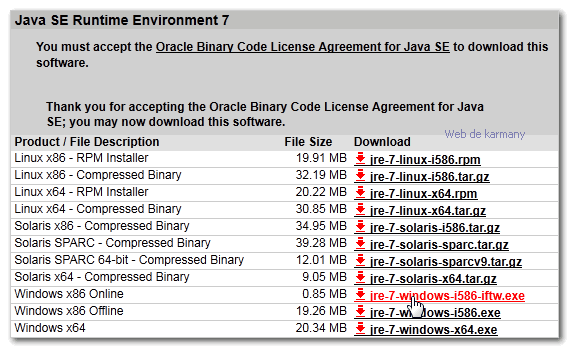 Java SE Runtime Environment 7
You must accept the Oracle Binary Code License Agreement for Java SE to download this
software.
Thank you for accepting the Oracle Binary Code License Agreement for Java
SE; you may now download this software.
Web de karmany
Product / File Description File Size Download
Linux x86 - RPM Installer 19.91 MB jre-7-linux-i586.rpm
Linux x86 - Compressed Binary 32.19 MB jre-7-linux-i586.tar.gz
Linux x64 - RPM Installer 20.22 MB jre-7-linux-x64.rpm
Linux x64 - Compressed Binary 30.85 MB jre-7-linux-x64.tar.gz
Solaris x86 - Compressed Binary 34.95 MB jre-7-solaris-i586.tar.gz
Solaris SPARC - Compressed Binary 39.28 MB jre-7-solaris-sparc.tar.gz
Solaris SPARC 64-bit - Compressed Binary 12.01 MB jre-7-solaris-sparcv9.tar.gz
Solaris x64 - Compressed Binary 9.05 MB jre-7-solaris-x64.tar.gz
Windows x86 Online 0.85 MB jre-7-windows-i586-iftw.exe
Windows x86 Offline 19.26 MB jre-7-windows-i586.exe
Windows x64 20.34 MB jre-7-windows-x64.exe